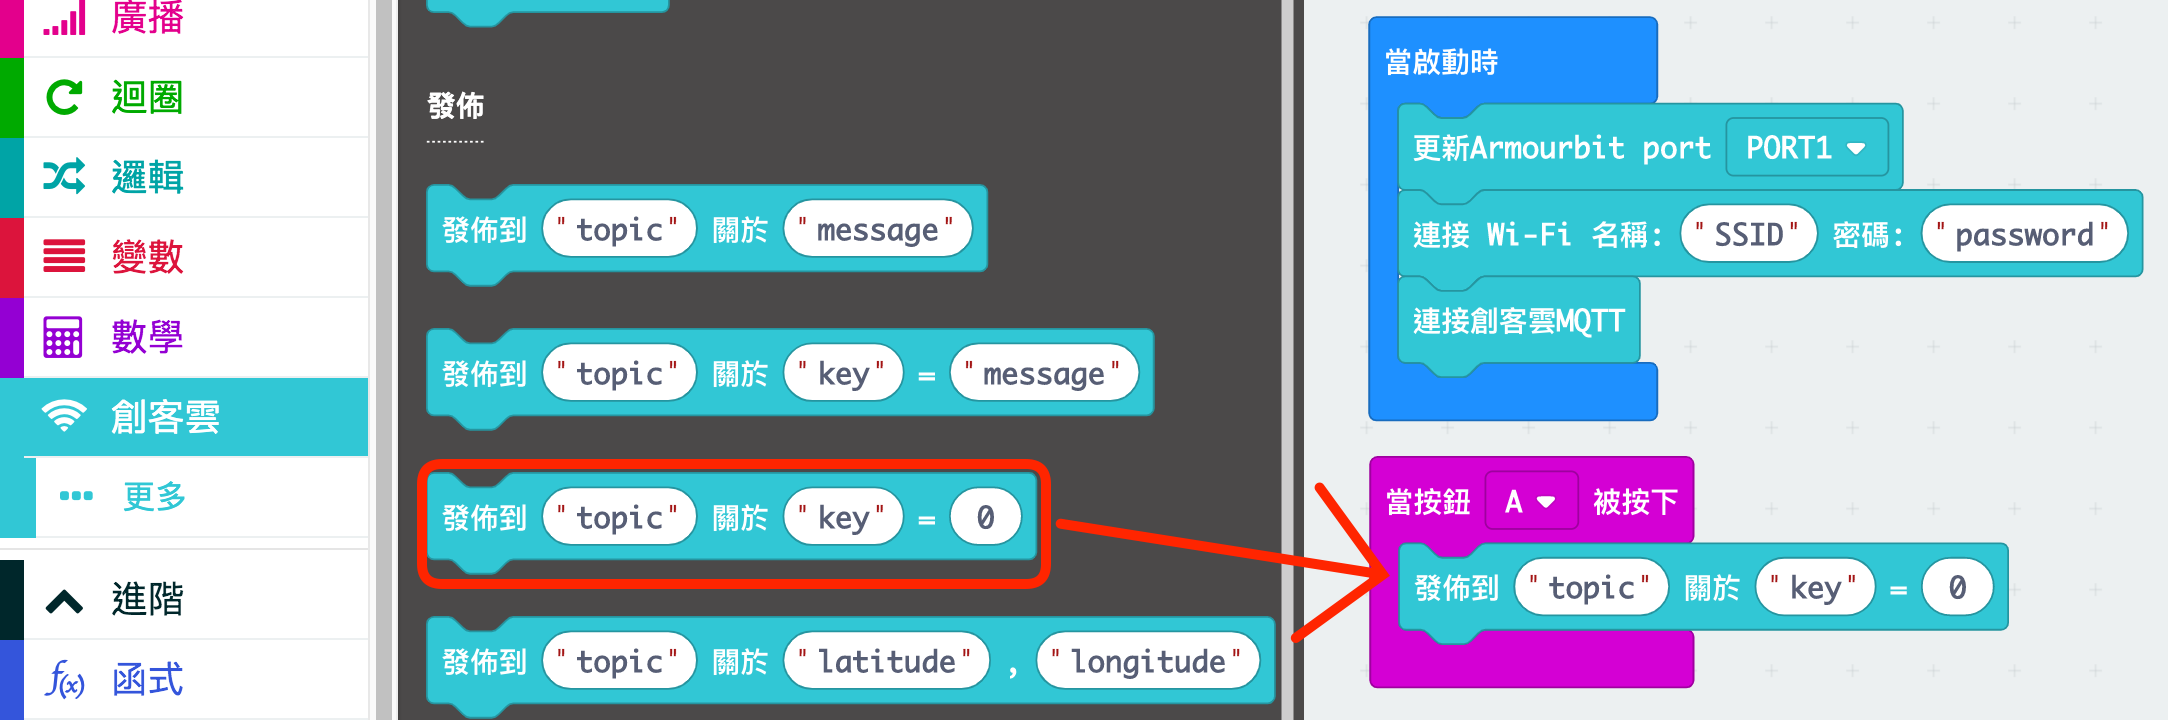 廣播
迴圈
邏輯
變數
數學
創客雲
更多
進階
f(x) 函式
發佈
發佈到 "topic" 關於 "message"
發佈到 "topic" 關於 "key" = "message"
發佈到 "topic" 關於 "key" = 0
發佈到 "topic" 關於 "latitude" , "longitude"
當啟動時
更新Armourbit port PORT1
連接 Wi-Fi 名稱: "SSID" 密碼: "password"
連接創客雲MQTT
當按鈕 A 被按下
發佈到 "topic" 關於 "key" = 0